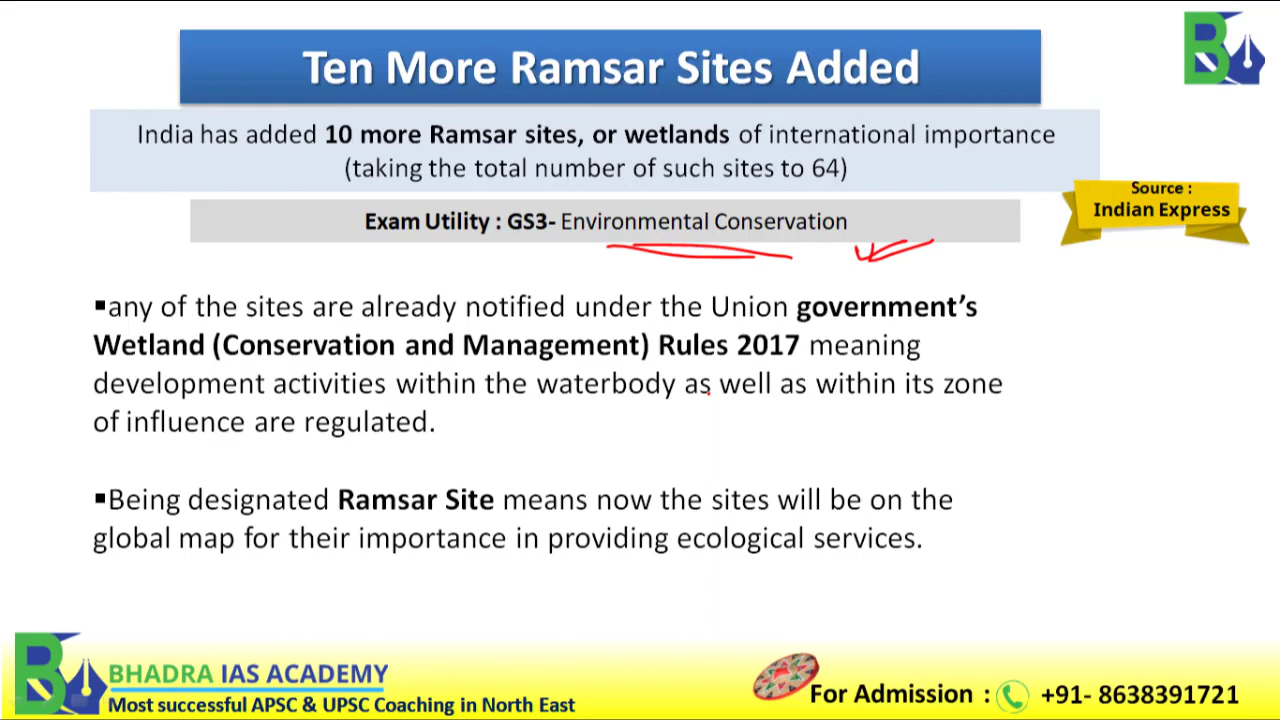 Ten More Ramsar Sites Added
India has added 10 more Ramsar sites, or wetlands of international importance
(taking the total number of such sites to 64)
Source :
Indian Express
Exam Utility : GS3- Environmental Conservation
▪any of the sites are already notified under the Union government’s
Wetland (Conservation and Management) Rules 2017 meaning
development activities within the waterbody as well as within its zone
of influence are regulated.
▪Being designated Ramsar Site means now the sites will be on the
global map for their importance in providing ecological services.
BHADRA IAS ACADEMY
Most successful APSC & UPSC Coaching in North East
For Admission : +91- 8638391721